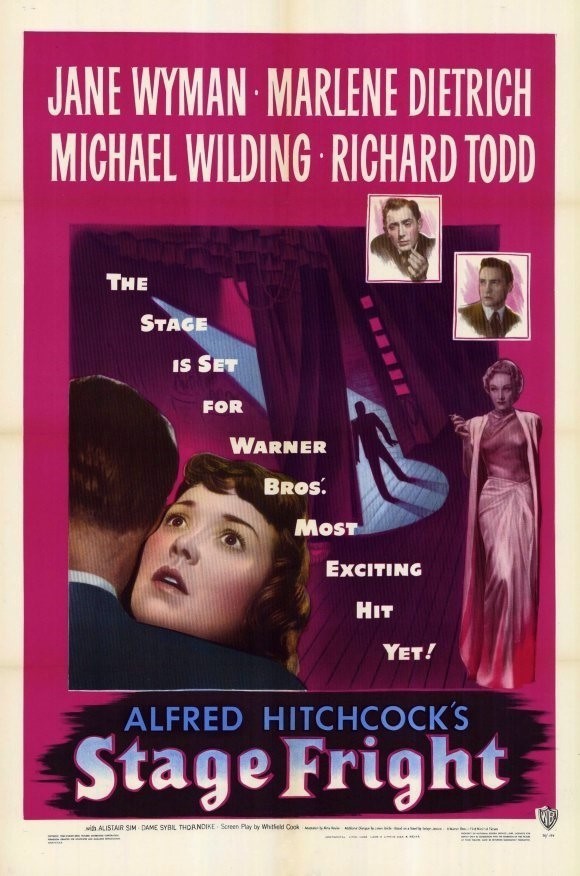 JANE WYMAN · MARLENE DIETRICH
MICHAEL WILDING · RICHARD TODD
THE
STAGE
IS SET
FOR
WARNER
BROS.'
MOST
EXCITING
HIT
YET!
ALFRED HITCHCOCK'S
Stage Fright
with ALISTAIR SIM · DAME SYBIL THORNDIKE · Screen Play by Whitfield Cook
WB